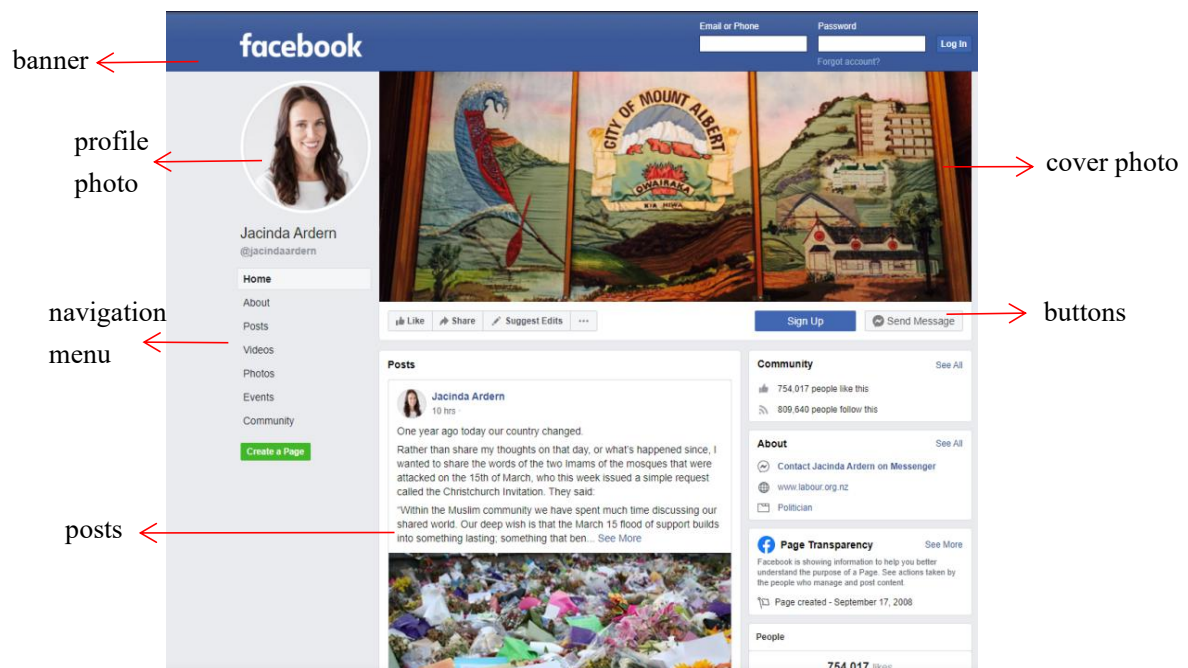 banner
profile
photo
navigation
menu
posts
cover photo
buttons
facebook
Email or Phone
Password
Log In
Forgot account?
CITY OF MOUNT ALBERT
OWAIRAKA
KIA HIWA
Jacinda Ardern
@jacindaardern
Home
About
Posts
Videos
Photos
Events
Community
Create a Page
Like Share Suggest Edits ...
Sign Up Send Message
Posts
Jacinda Ardern
10 hrs ·
One year ago today our country changed.
Rather than share my thoughts on that day, or what's happened since, I
wanted to share the words of the two Imams of the mosques that were
attacked on the 15th of March, who this week issued a simple request
called the Christchurch Invitation. They said:
"Within the Muslim community we have spent much time discussing our
shared world. Our deep wish is that the March 15 flood of support builds
into something lasting; something that ben... See More
Community See All
754,017 people like this
809,640 people follow this
About See All
Contact Jacinda Ardern on Messenger
www.labour.org.nz
Politician
Page Transparency See More
Facebook is showing information to help you better
understand the purpose of a Page. See actions taken by
the people who manage and post content.
Page created - September 17, 2008
People
754,017 likes